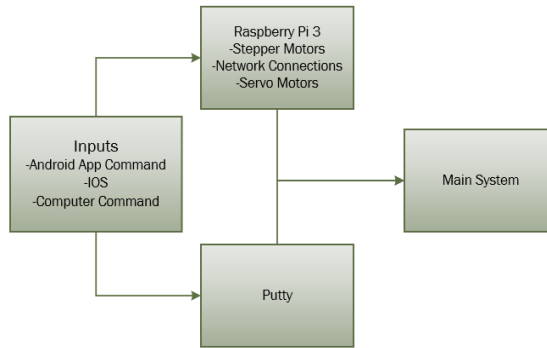 Raspberry Pi 3
-Stepper Motors
-Network Connections
-Servo Motors
Inputs
-Android App Command
-IOS
-Computer Command
Main System
Putty